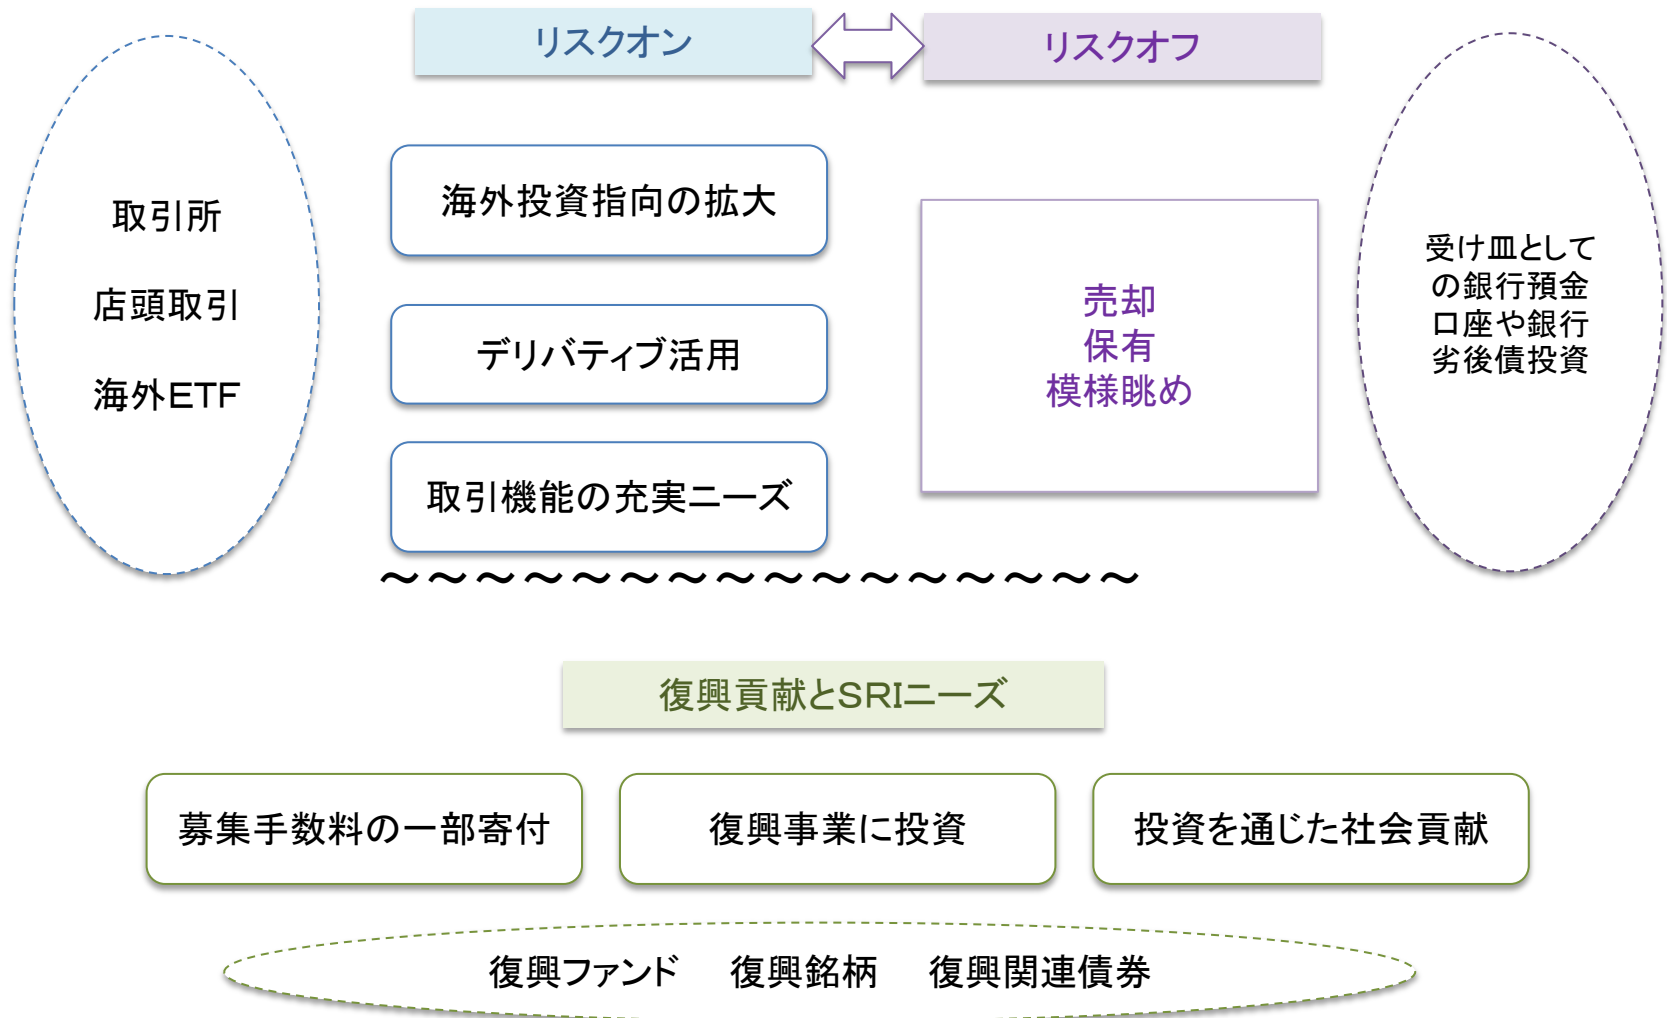 リスクオン
リスクオフ
取引所
店頭取引
海外ETF
海外投資指向の拡大
デリバティブ活用
取引機能の充実ニーズ
売却
保有
模様眺め
受け皿として
の銀行預金
口座や銀行
劣後債投資
～～～～～～～～～～～～～～～～
復興貢献とSRIニーズ
募集手数料の一部寄付
復興事業に投資
投資を通じた社会貢献
復興ファンド 復興銘柄 復興関連債券